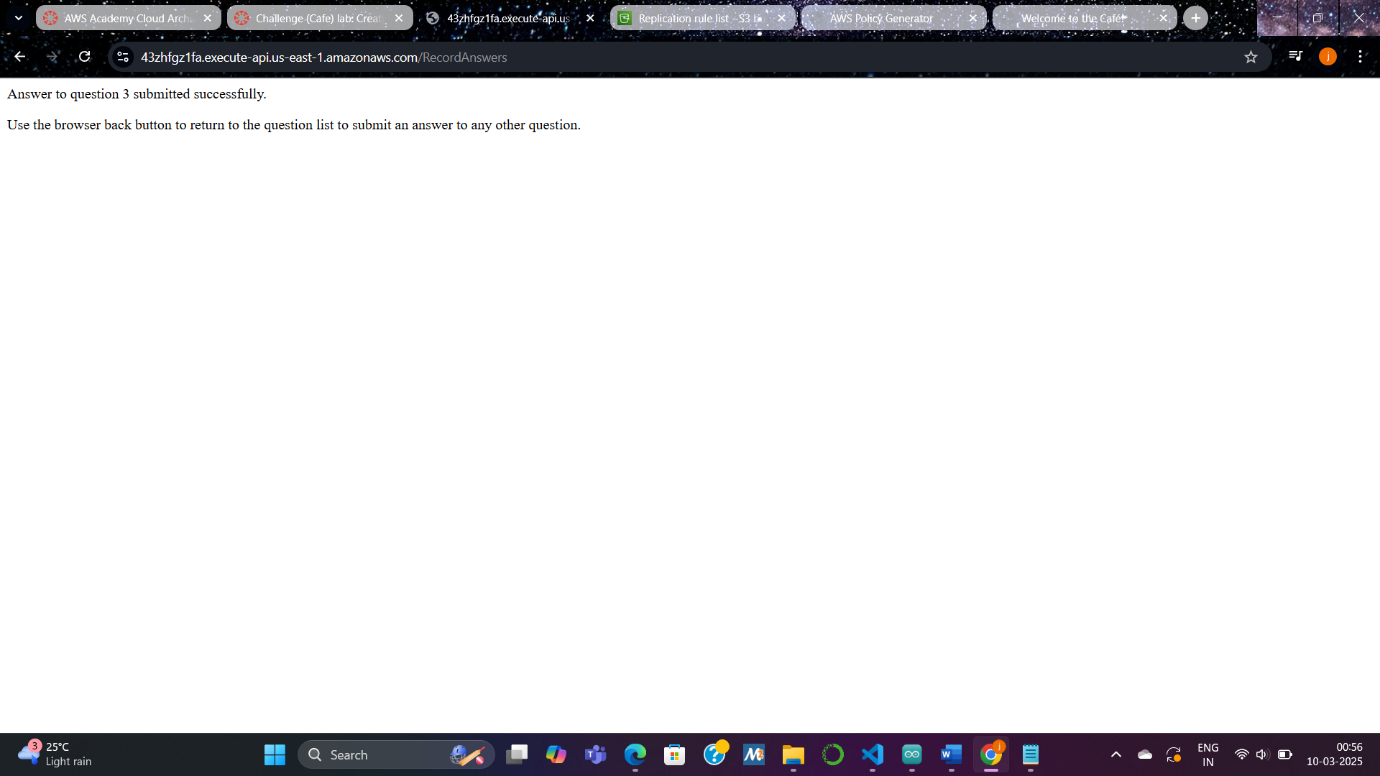 AWS Academy Cloud Arch
Challenge (Cafe) lab: Creat
43zhfgz1fa.execute-api.us
Replication rule list - S3 b
AWS Policy Generator
Welcome to the Café!
43zhfgz1fa.execute-api.us-east-1.amazonaws.com/RecordAnswers
j
Answer to question 3 submitted successfully.
Use the browser back button to return to the question list to submit an answer to any other question.
3
25°C
Light rain
Search
ENG
IN
00:56
10-03-2025